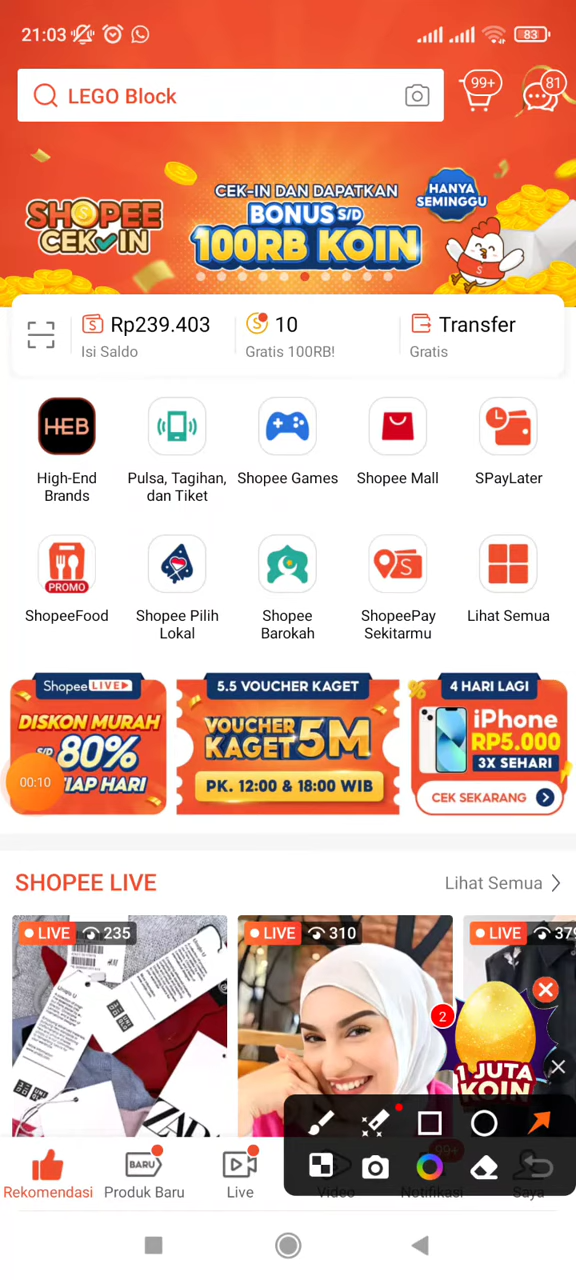 21:03
83
LEGO Block
99+
81
SHOPEE
CEK IN
CEK-IN DAN DAPATKAN
BONUS S/D
100RB KOIN
HANYA
SEMINGGU
Rp239.403
Isi Saldo
10
Gratis 100RB!
Transfer
Gratis
HEB
High-End
Brands
Pulsa, Tagihan,
dan Tiket
Shopee Games
Shopee Mall
SPayLater
PROMO
ShopeeFood
Shopee Pilih
Lokal
Shopee
Barokah
ShopeePay
Sekitarmu
Lihat Semua
Shopee LIVE
DISKON MURAH
S/D 80%
TIAP HARI
00:10
5.5 VOUCHER KAGET
VOUCHER
KAGET 5M
PK. 12:00 & 18:00 WIB
4 HARI LAGI
iPhone
RP5.000
3X SEHARI
CEK SEKARANG
SHOPEE LIVE
Lihat Semua
LIVE 235
LIVE 310
LIVE 379
ZARA
2
1 JUTA
KOIN
Rekomendasi
BARU
Produk Baru
Live
Video
99+
Notifikasi
Saya